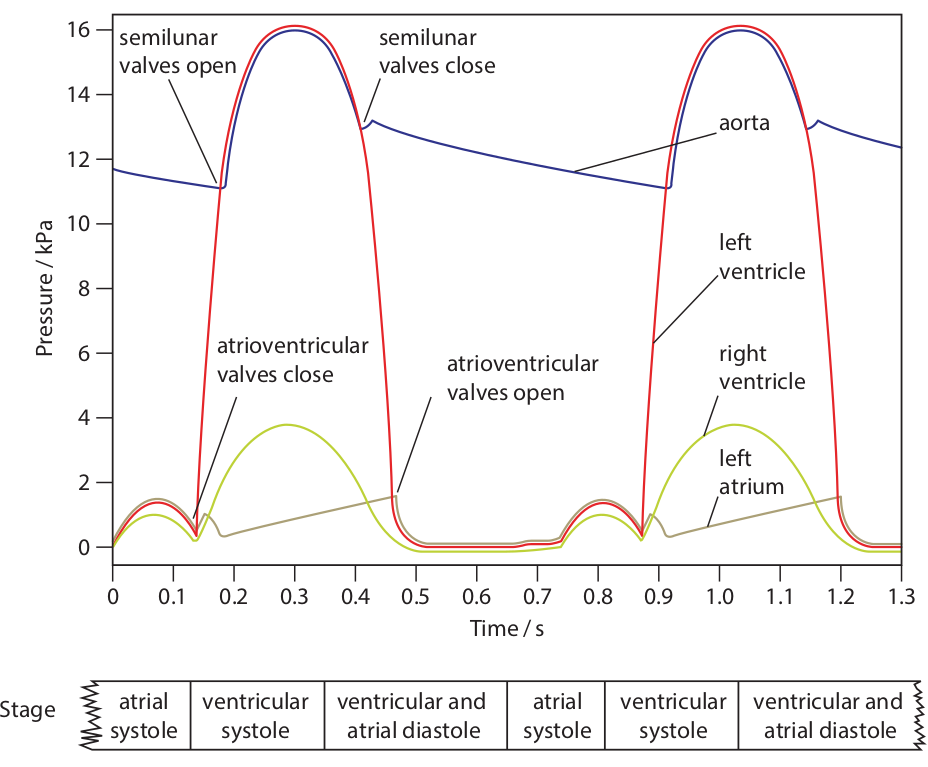 16
semilunar
valves open
semilunar
valves close
14
aorta
12
10
left
ventricle
8
Pressure / kPa
6
atrioventricular
valves close
atrioventricular
valves open
right
ventricle
4
left
atrium
2
0
0 0.1 0.2 0.3 0.4 0.5 0.6 0.7 0.8 0.9 1.0 1.1 1.2 1.3
Time / s
Stage
atrial
systole
ventricular
systole
ventricular and
atrial diastole
atrial
systole
ventricular
systole
ventricular and
atrial diastole